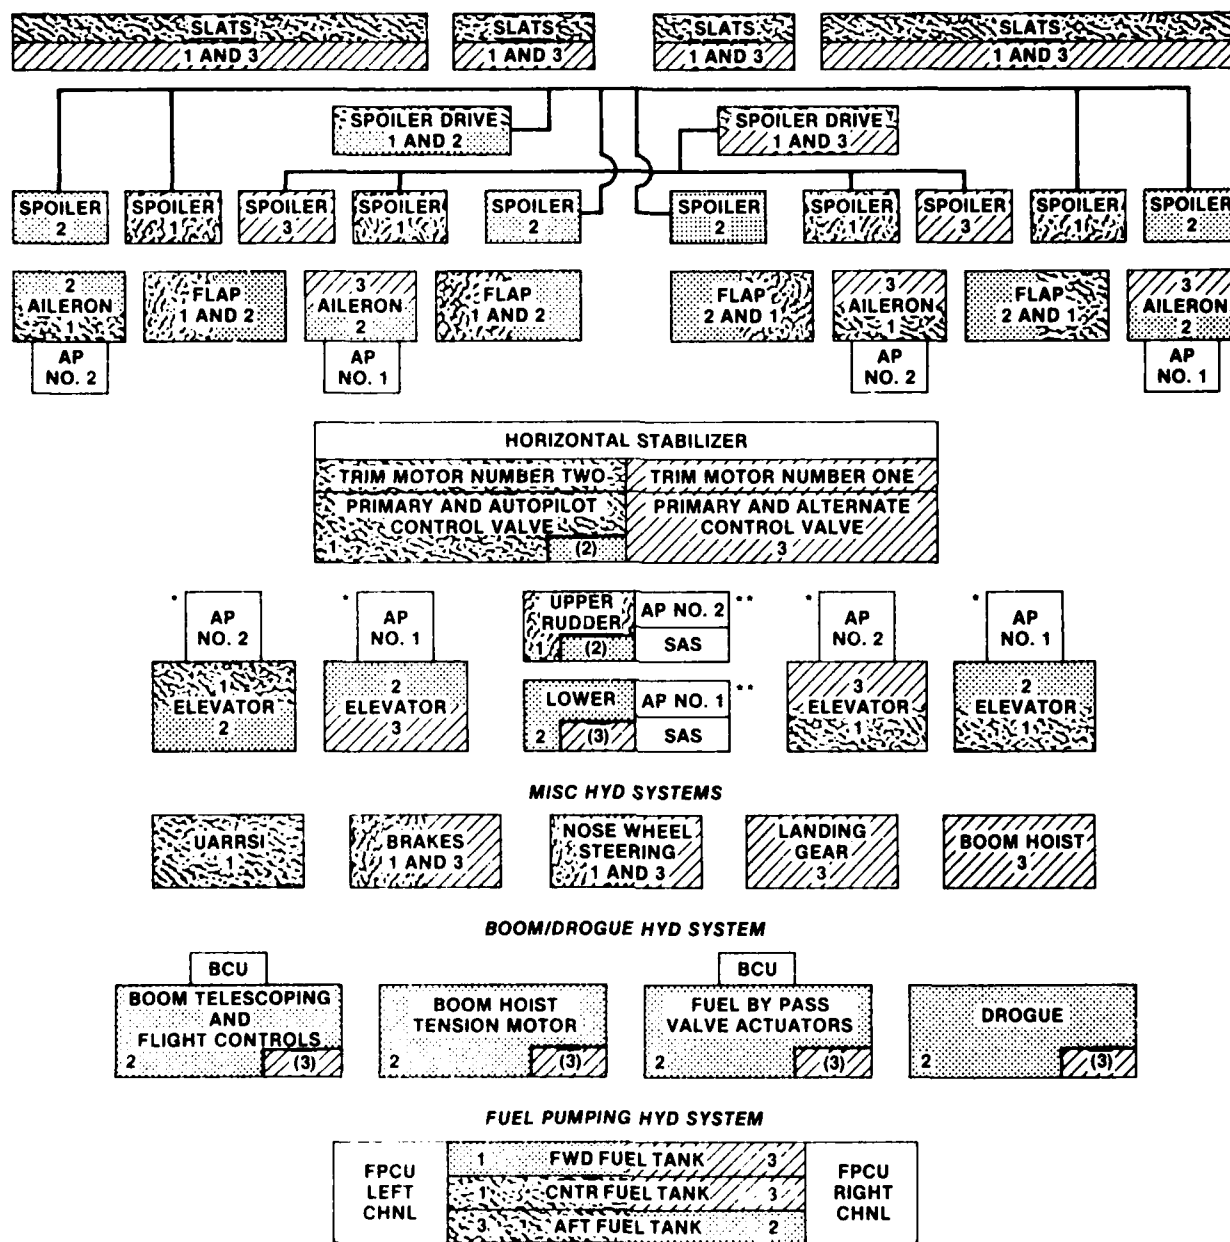 SLATS SLATS SLATS SLATS
1 AND 3 1 AND 3 1 AND 3 1 AND 3
SPOILER DRIVE
1 AND 2
SPOILER DRIVE
1 AND 3
SPOILER
2
SPOILER
1
SPOILER
3
SPOILER
1
SPOILER
2
SPOILER
2
SPOILER
1
SPOILER
3
SPOILER
1
SPOILER
2
2
AILERON
1
AP
NO. 2
FLAP
1 AND 2
3
AILERON
2
AP
NO. 1
FLAP
1 AND 2
FLAP
2 AND 1
3
AILERON
1
AP
NO. 2
FLAP
2 AND 1
3
AILERON
2
AP
NO. 1
HORIZONTAL STABILIZER
TRIM MOTOR NUMBER TWO
TRIM MOTOR NUMBER ONE
PRIMARY AND AUTOPILOT
CONTROL VALVE
1 (2)
PRIMARY AND ALTERNATE
CONTROL VALVE
3
*
AP
NO. 2
1
ELEVATOR
2
*
AP
NO. 1
2
ELEVATOR
3
UPPER
RUDDER
1 (2)
AP NO. 2 **
SAS
LOWER
2 (3)
AP NO. 1 **
SAS
*
AP
NO. 2
3
ELEVATOR
1
*
AP
NO. 1
2
ELEVATOR
1
MISC HYD SYSTEMS
UARRSI
1
BRAKES
1 AND 3
NOSE WHEEL
STEERING
1 AND 3
LANDING
GEAR
3
BOOM HOIST
3
BOOM/DROGUE HYD SYSTEM
BCU
BOOM TELESCOPING
AND
FLIGHT CONTROLS
2 (3)
BOOM HOIST
TENSION MOTOR
2 (3)
BCU
FUEL BY PASS
VALVE ACTUATORS
2 (3)
DROGUE
2 (3)
FUEL PUMPING HYD SYSTEM
FPCU
LEFT
CHNL
1 FWD FUEL TANK 3
1 CNTR FUEL TANK 3
3 AFT FUEL TANK 2
FPCU
RIGHT
CHNL